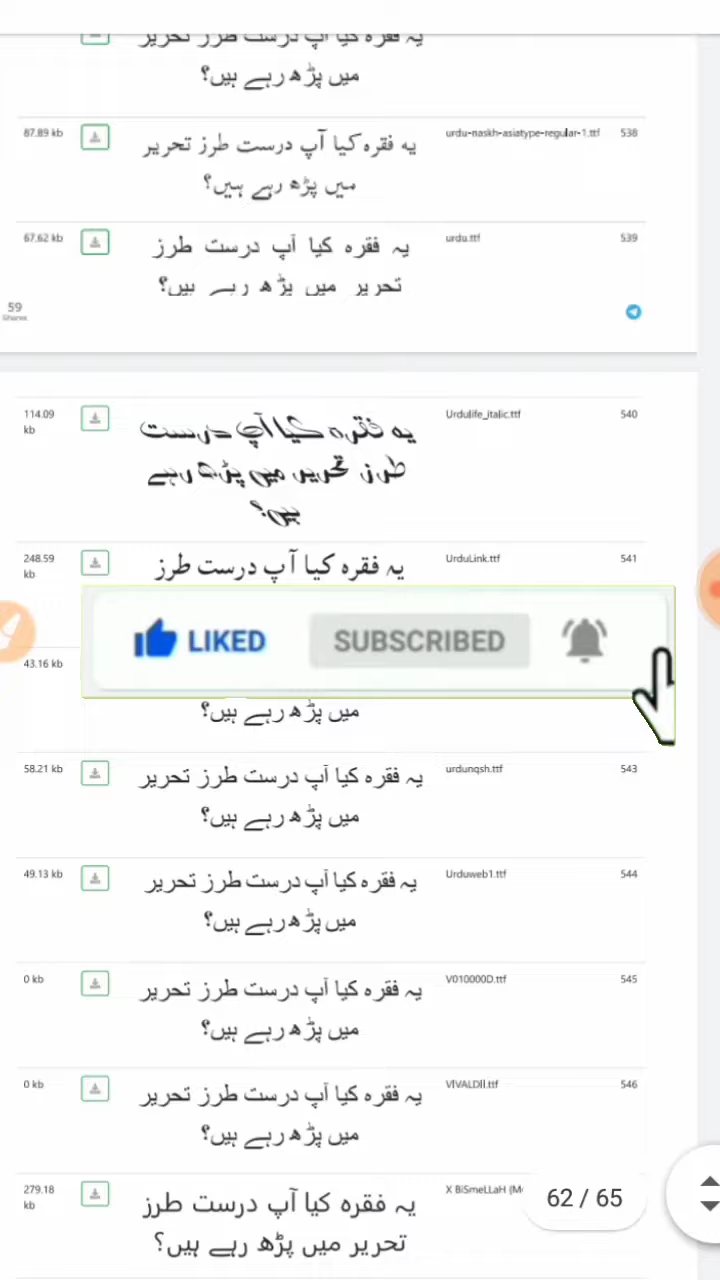 یہ فقرہ کیا آپ درست طرز تحریر
میں پڑھ رہے ہیں؟
87.89 kb
یہ فقرہ کیا آپ درست طرز تحریر
میں پڑھ رہے ہیں؟
urdu-naskh-asiatype-regular-1.ttf 538
67.62 kb
یہ فقرہ کیا آپ درست طرز
تحریر میں پڑھ رہے ہیں؟
urdu.ttf 539
59
Shares
114.09
kb
یہ فقرہ کیا آپ درست
طرز تحریر میں پڑھ رہے
ہیں؟
Urdulife_italic.ttf 540
248.59
kb
یہ فقرہ کیا آپ درست طرز
UrduLink.ttf 541
LIKED SUBSCRIBED
43.16 kb
میں پڑھ رہے ہیں؟
58.21 kb
یہ فقرہ کیا آپ درست طرز تحریر
میں پڑھ رہے ہیں؟
urdunqsh.ttf 543
49.13 kb
یہ فقرہ کیا آپ درست طرز تحریر
میں پڑھ رہے ہیں؟
Urduweb1.ttf 544
0 kb
یہ فقرہ کیا آپ درست طرز تحریر
میں پڑھ رہے ہیں؟
V010000D.ttf 545
0 kb
یہ فقرہ کیا آپ درست طرز تحریر
میں پڑھ رہے ہیں؟
VIVALDII.ttf 546
279.18
kb
یہ فقرہ کیا آپ درست طرز
تحریر میں پڑھ رہے ہیں؟
X BiSmeLLaH
62 / 65